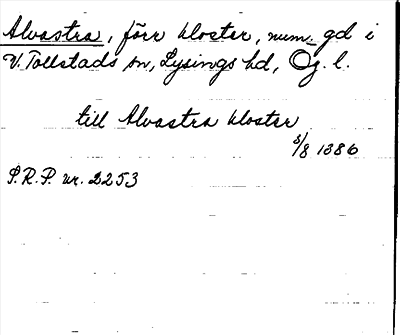 Alvastra, förr kloster, num. gd i
V. Tollstads sn, Lysings hd, Ög. l.
till Alvastra kloster
5/8 1386
S.R.P. nr. 2253